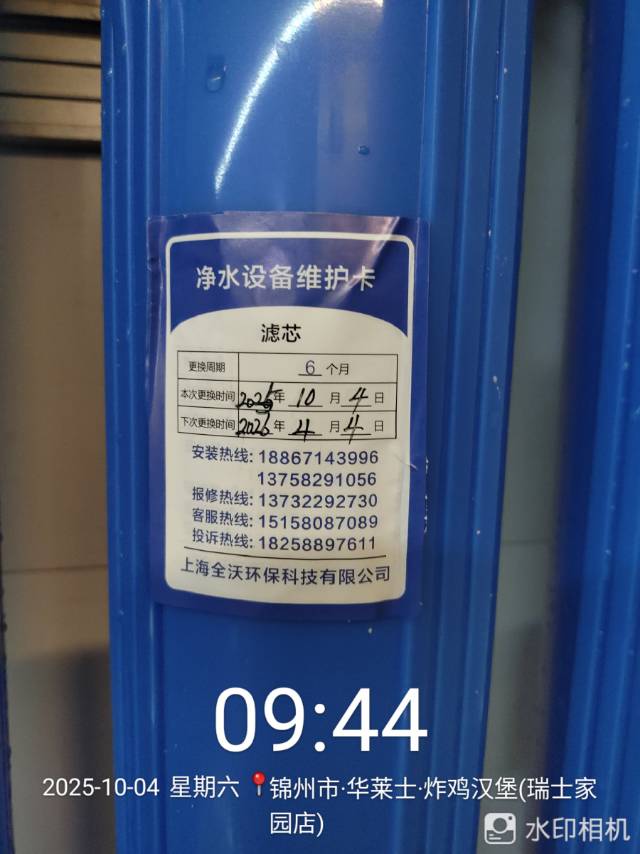 净水设备维护卡
滤芯
更换周期 6 个月
本次更换时间 2025年 10 月 4 日
下次更换时间 2026 年 4 月 4 日
安装热线: 18867143996
13758291056
报修热线: 13732292730
客服热线: 15158087089
投诉热线: 18258897611
上海全沃环保科技有限公司
09:44
2025-10-04 星期六 锦州市·华莱士·炸鸡汉堡(瑞士家
园店)
水印相机